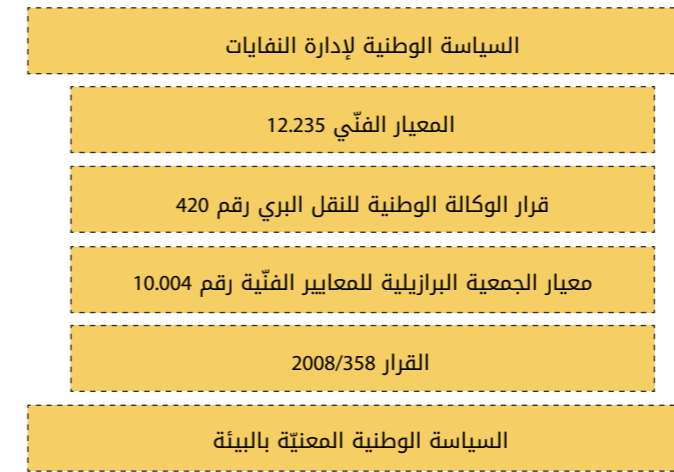 السياسة الوطنية لإدارة النفايات
المعيار الفنّي 12.235
قرار الوكالة الوطنية للنقل البري رقم 420
معيار الجمعية البرازيلية للمعايير الفنّية رقم 10.004
القرار 2008/358
السياسة الوطنية المعنيّة بالبيئة